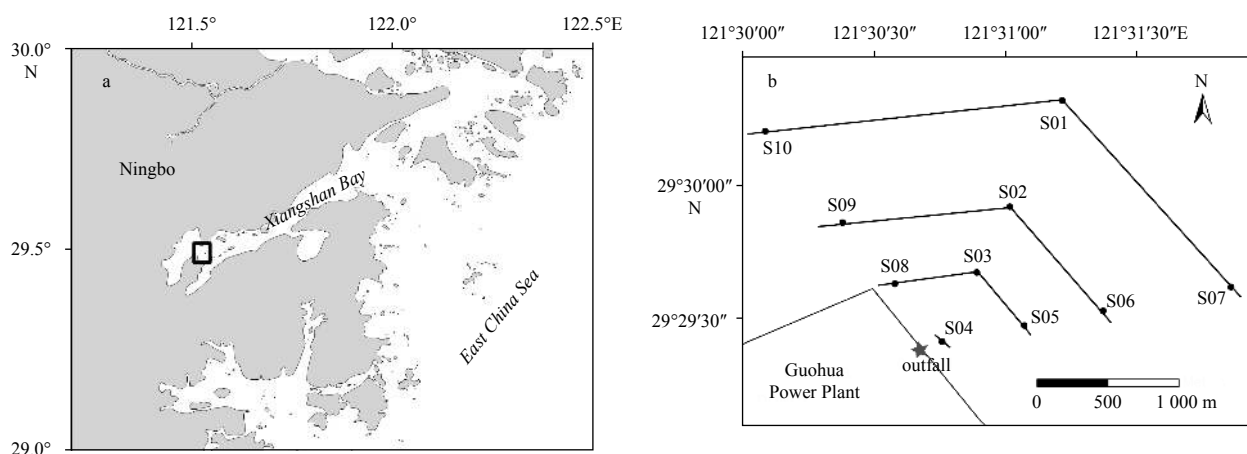 121.5°
122.0°
122.5°E
30.0°
N
a
Ningbo
Xiangshan Bay
29.5°
East China Sea
29.0°
121°30′00″
121°30′30″
121°31′00″
121°31′30″E
b
N
S01
S10
29°30′00″
N
S09
S02
S03
S08
S07
S06
29°29′30″
S04
S05
outfall
Guohua
Power Plant
0 500 1 000 m